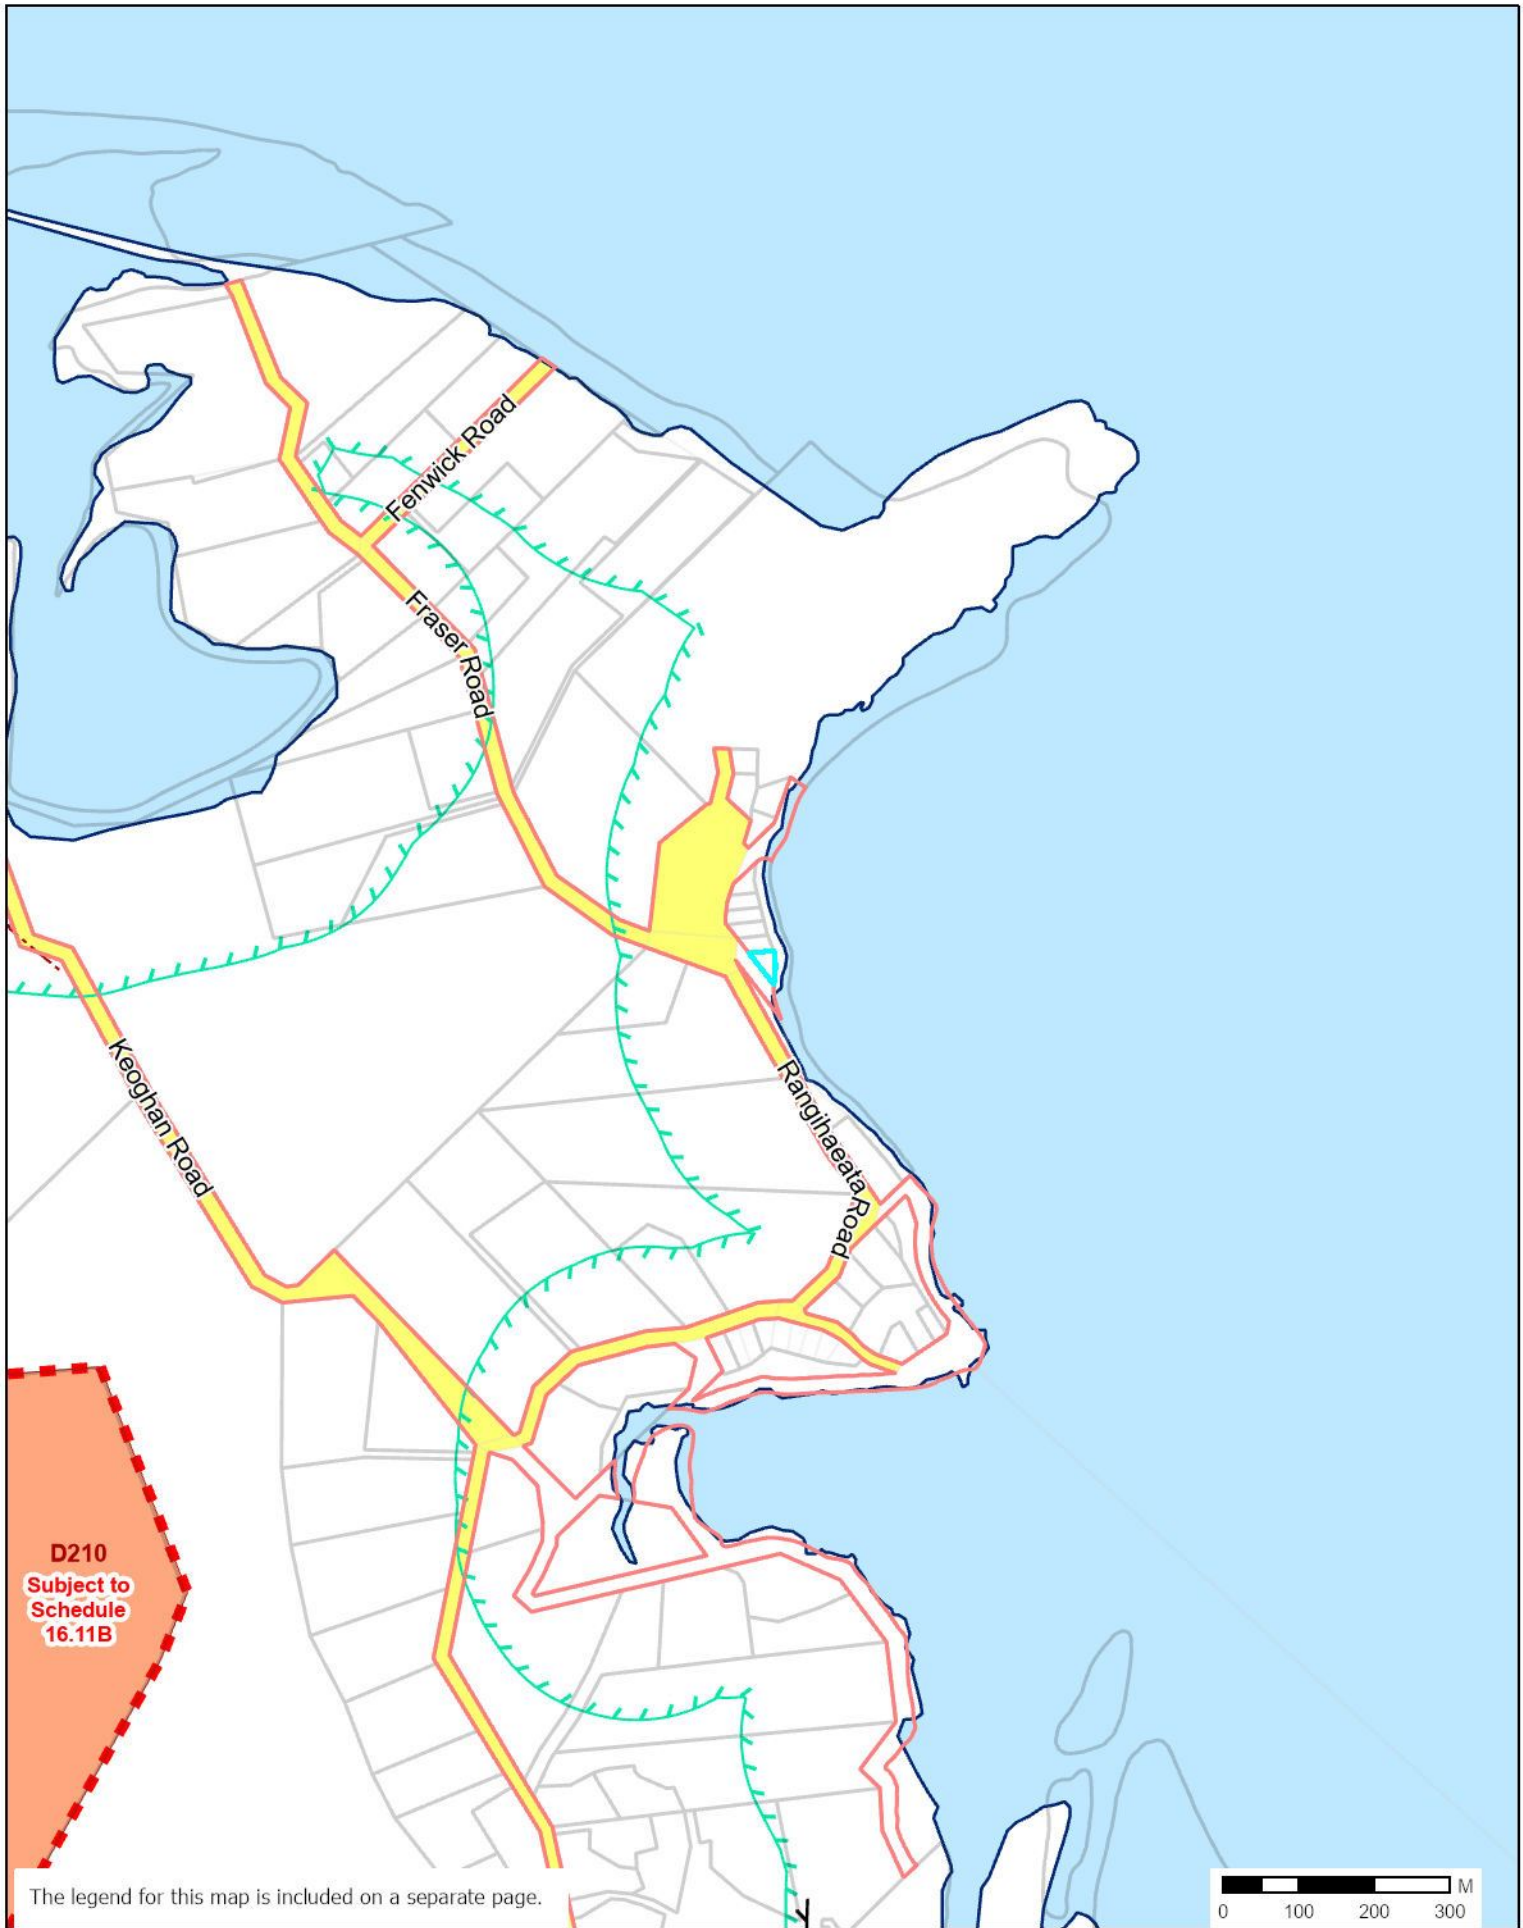 Fenwick Road
Fraser Road
Keoghan Road
Rangihaeata Road
D210
Subject to
Schedule
16.11B
The legend for this map is included on a separate page.
M
0 100 200 300